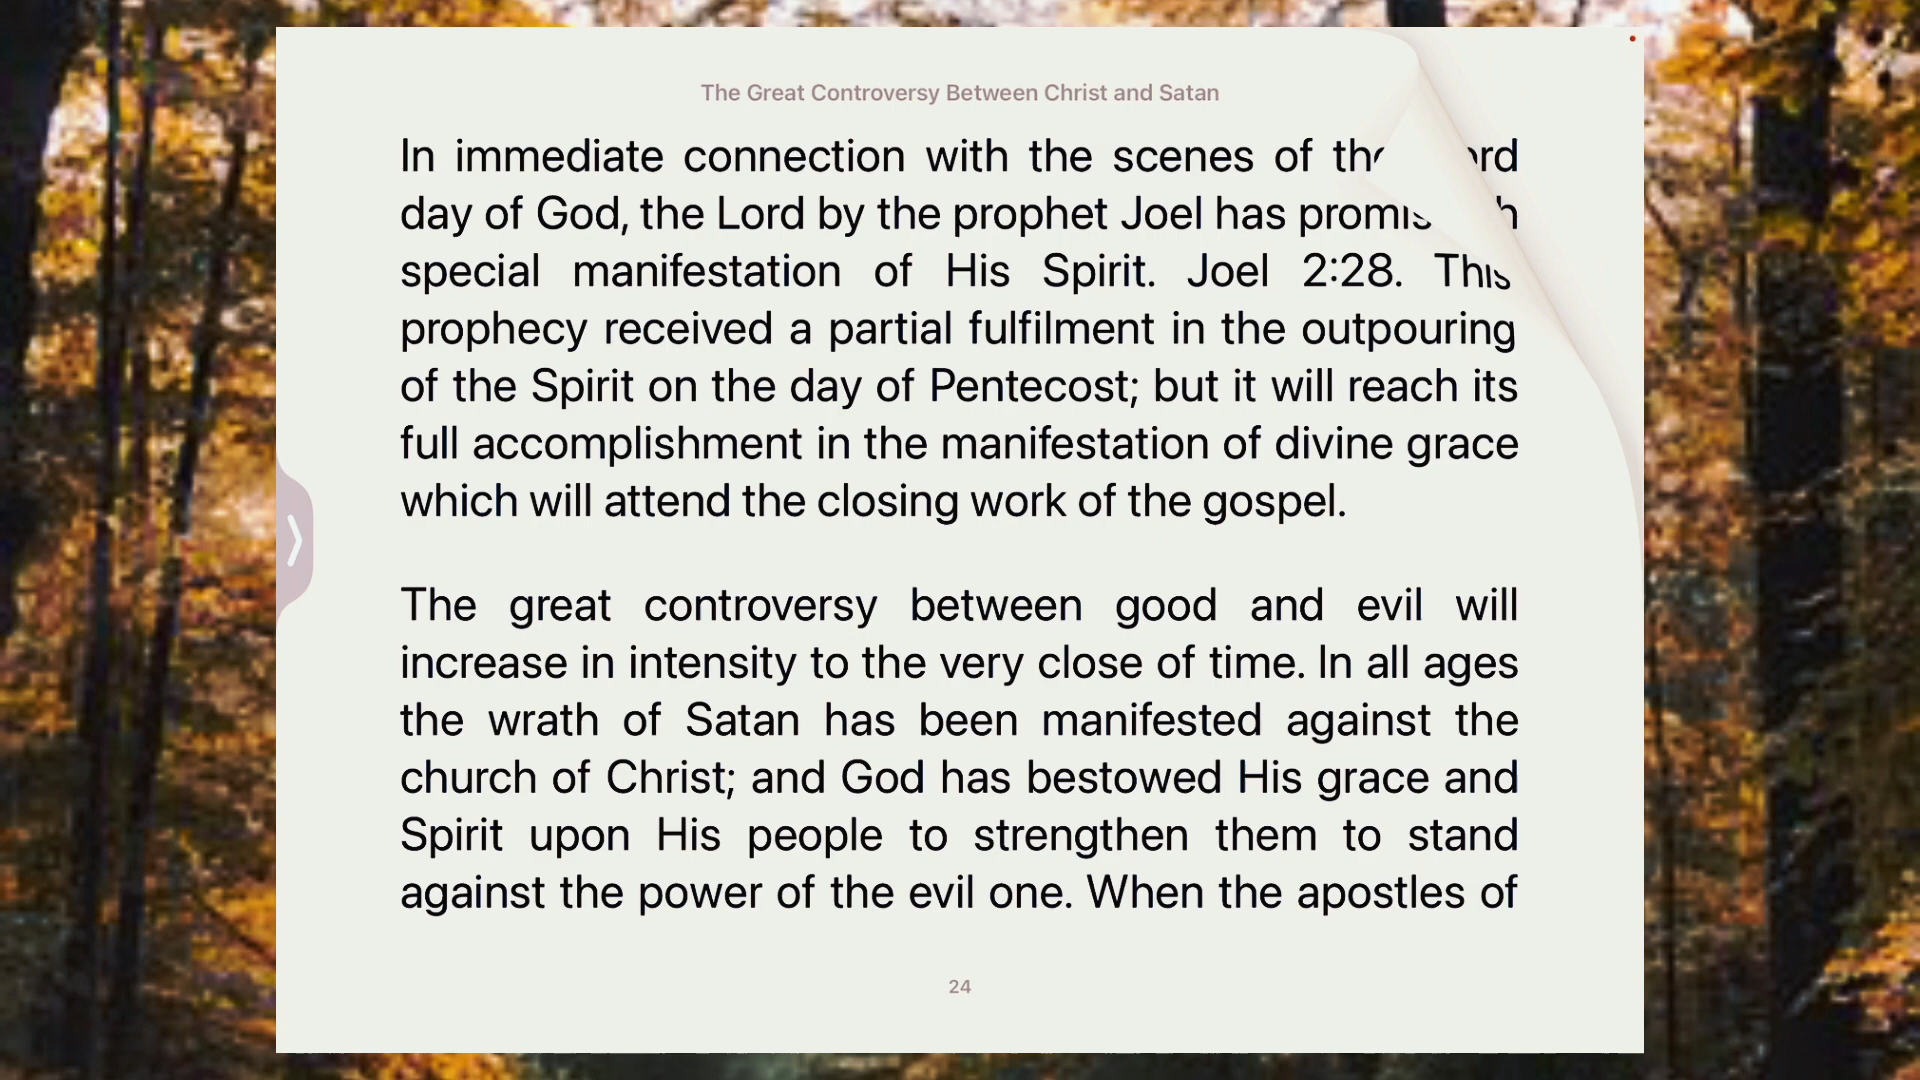 The Great Controversy Between Christ and Satan
In immediate connection with the scenes of
day of God, the Lord by the prophet Joel has
special manifestation of His Spirit. Joel 2:28. This
prophecy received a partial fulfilment in the outpouring
of the Spirit on the day of Pentecost; but it will reach its
full accomplishment in the manifestation of divine grace
which will attend the closing work of the gospel.
The great controversy between good and evil will
increase in intensity to the very close of time. In all ages
the wrath of Satan has been manifested against the
church of Christ; and God has bestowed His grace and
Spirit upon His people to strengthen them to stand
against the power of the evil one. When the apostles of
24